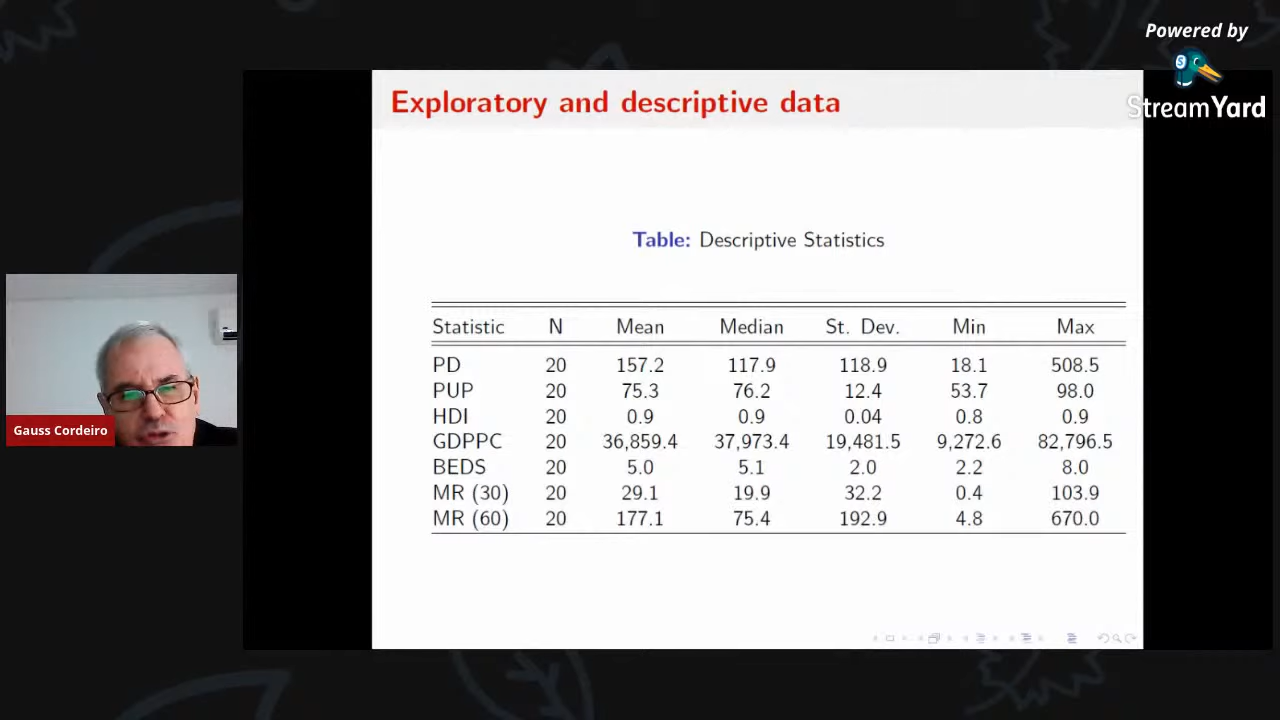 Powered by
StreamYard
Exploratory and descriptive data
Table: Descriptive Statistics
Statistic N Mean Median St. Dev. Min Max
PD 20 157.2 117.9 118.9 18.1 508.5
PUP 20 75.3 76.2 12.4 53.7 98.0
HDI 20 0.9 0.9 0.04 0.8 0.9
GDPPC 20 36,859.4 37,973.4 19,481.5 9,272.6 82,796.5
BEDS 20 5.0 5.1 2.0 2.2 8.0
MR (30) 20 29.1 19.9 32.2 0.4 103.9
MR (60) 20 177.1 75.4 192.9 4.8 670.0
Gauss Cordeiro